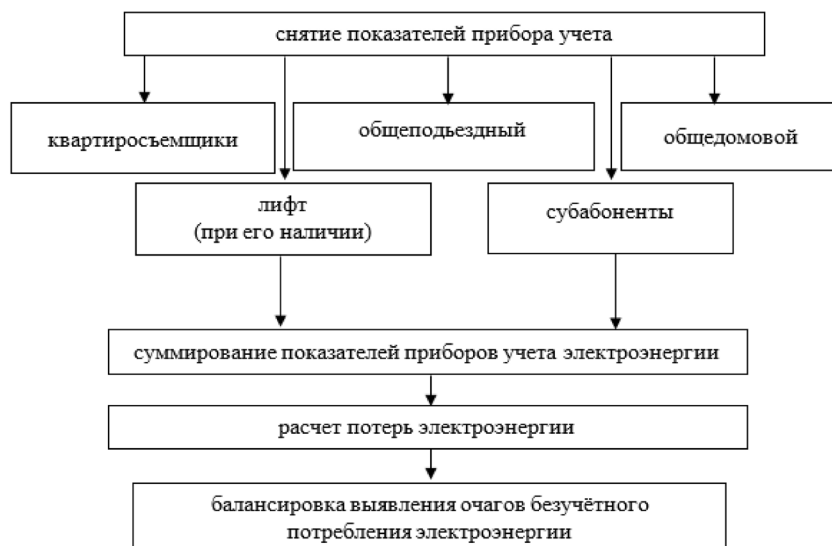 снятие показателей прибора учета
квартиросъемщики
общеподьездный
общедомовой
лифт
(при его наличии)
субабоненты
суммирование показателей приборов учета электроэнергии
расчет потерь электроэнергии
балансировка выявления очагов безучётного
потребления электроэнергии